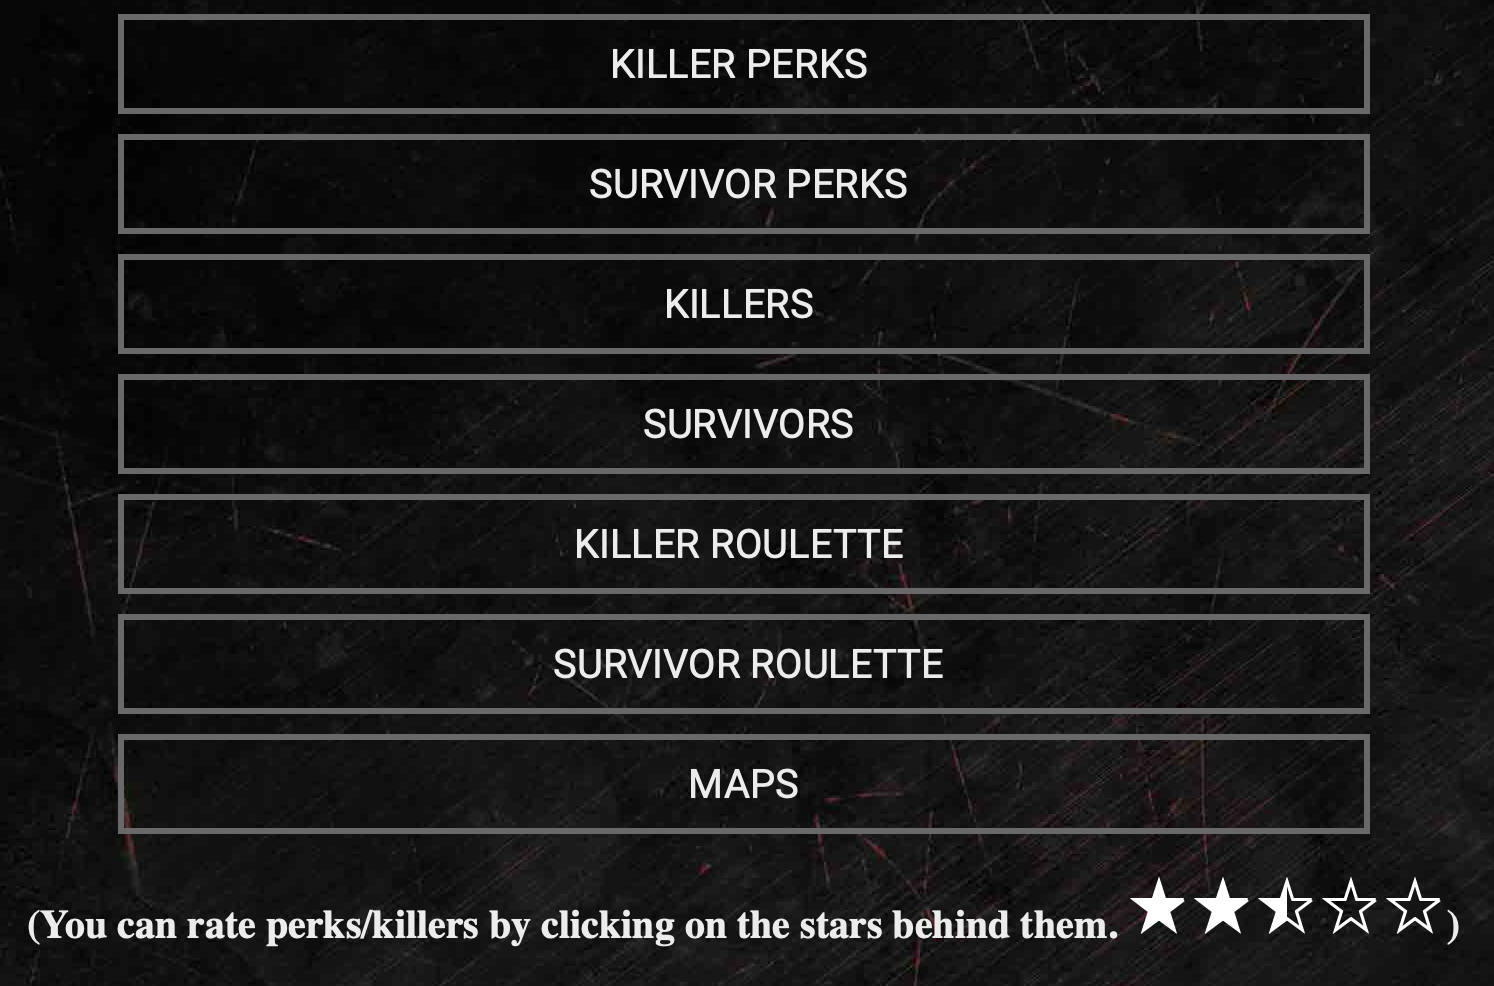 KILLER PERKS
SURVIVOR PERKS
KILLERS
SURVIVORS
KILLER ROULETTE
SURVIVOR ROULETTE
MAPS
(You can rate perks/killers by clicking on the stars behind them. )